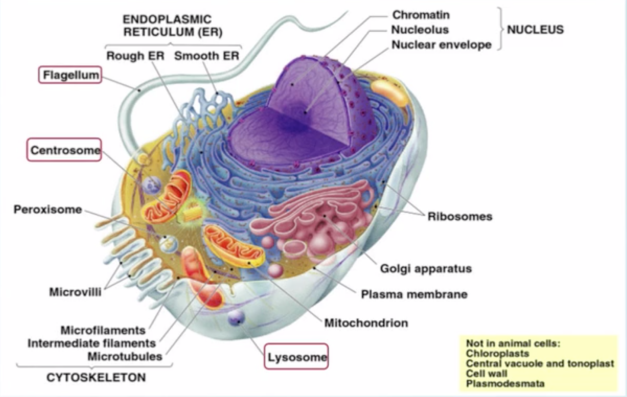 ENDOPLASMIC
RETICULUM (ER)
Rough ER Smooth ER
Flagellum
Chromatin
Nucleolus
Nuclear envelope
NUCLEUS
Centrosome
Peroxisome
Ribosomes
Golgi apparatus
Microvilli
Plasma membrane
Mitochondrion
Microfilaments
Intermediate filaments
Microtubules
CYTOSKELETON
Lysosome
Not in animal cells:
Chloroplasts
Central vacuole and tonoplast
Cell wall
Plasmodesmata